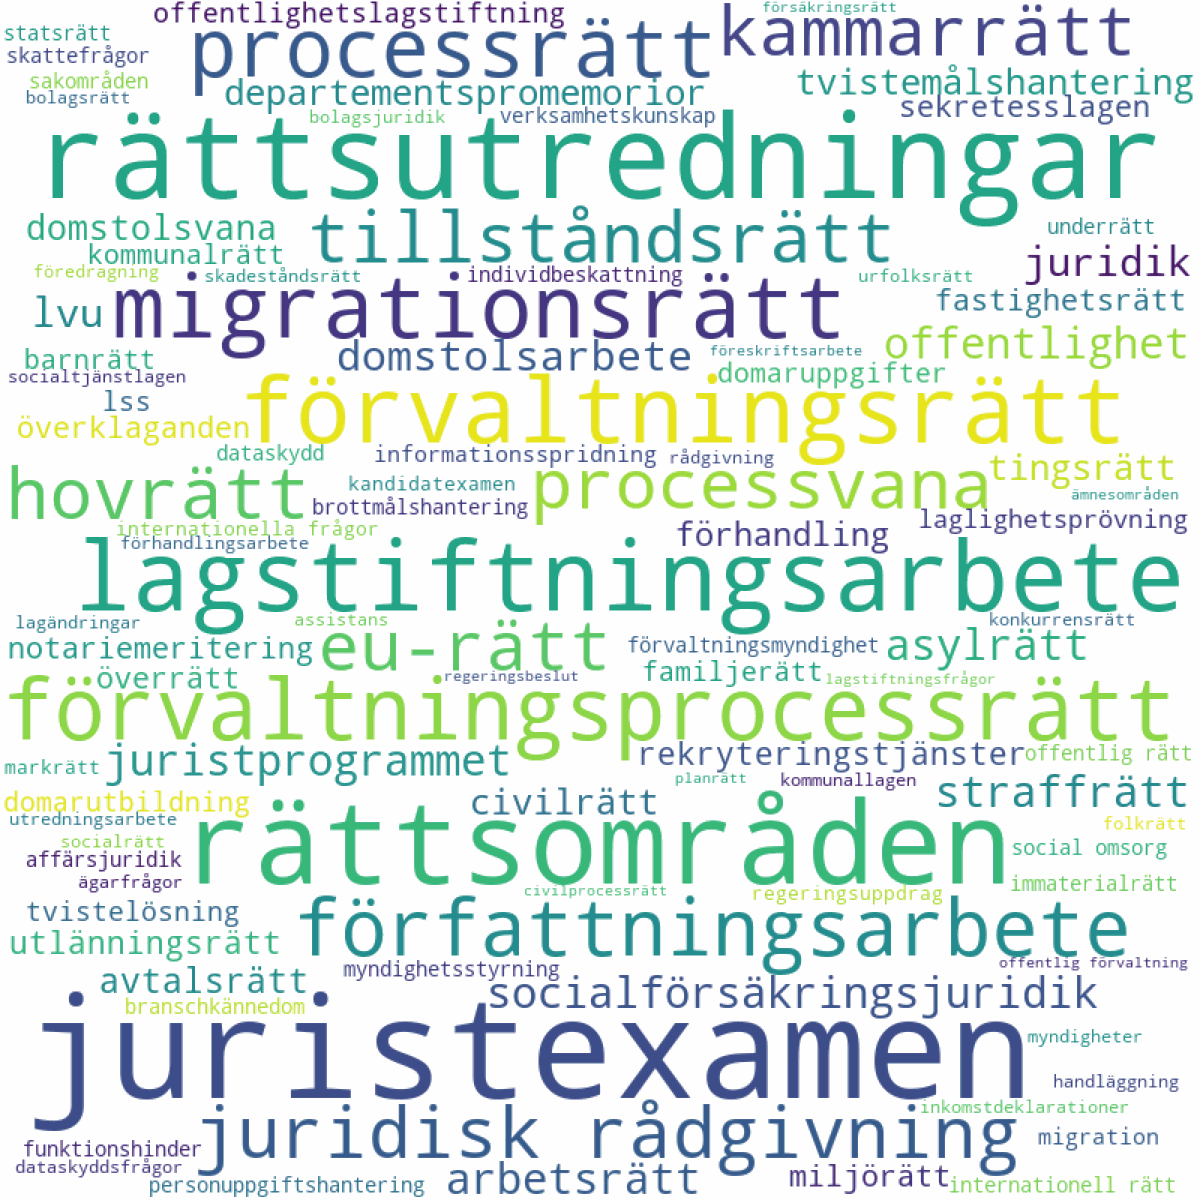 försäkringsrätt
offentlighetslagstiftning
kammarrätt
statsrätt
processrätt
skattefrågor
tvistemålshantering
sakområden
departementspromemorior
bolagsrätt
sekretesslagen
bolagsjuridik
verksamhetskunskap
rättsutredningar
domstolsvana
tillståndsrätt
underrätt
kommunalrätt
juridik
föredragning
skadeståndsrätt
individbeskattning
urfolksrätt
lvu
migrationsrätt
fastighetsrätt
barnrätt
domstolsarbete
föreskriftsarbete
offentlighet
socialtjänstlagen
domaruppgifter
lss
förvaltningsrätt
överklaganden
dataskydd
informationsspridning
rådgivning
tingsrätt
hovrätt
kandidatexamen
processvana
ämnesområden
brottmålshantering
laglighetsprövning
internationella frågor
förhandling
förhandlingsarbete
lagstiftningsarbete
lagändringar
assistans
konkurrensrätt
notariemeritering
eu-rätt
förvaltningsmyndighet
asylrätt
överrätt
regeringsbeslut
familjerätt
lagstiftningsfrågor
förvaltningsprocessrätt
markrätt
juristprogrammet
rekryteringstjänster
offentlig rätt
planrätt
kommunallagen
domarutbildning
civilrätt
straffrätt
utredningsarbete
rättsområden
folkrätt
socialrätt
social omsorg
affärsjuridik
ägarfrågor
civilprocessrätt
regeringsuppdrag
immaterialrätt
tvistelösning
författningsarbete
utlänningsrätt
offentlig förvaltning
avtalsrätt
myndighetsstyrning
socialförsäkringsjuridik
branschkännedom
juristexamen
myndigheter
handläggning
inkomstdeklarationer
funktionshinder
juridisk rådgivning
migration
dataskyddsfrågor
arbetsrätt
miljörätt
personuppgiftshantering
internationell rätt